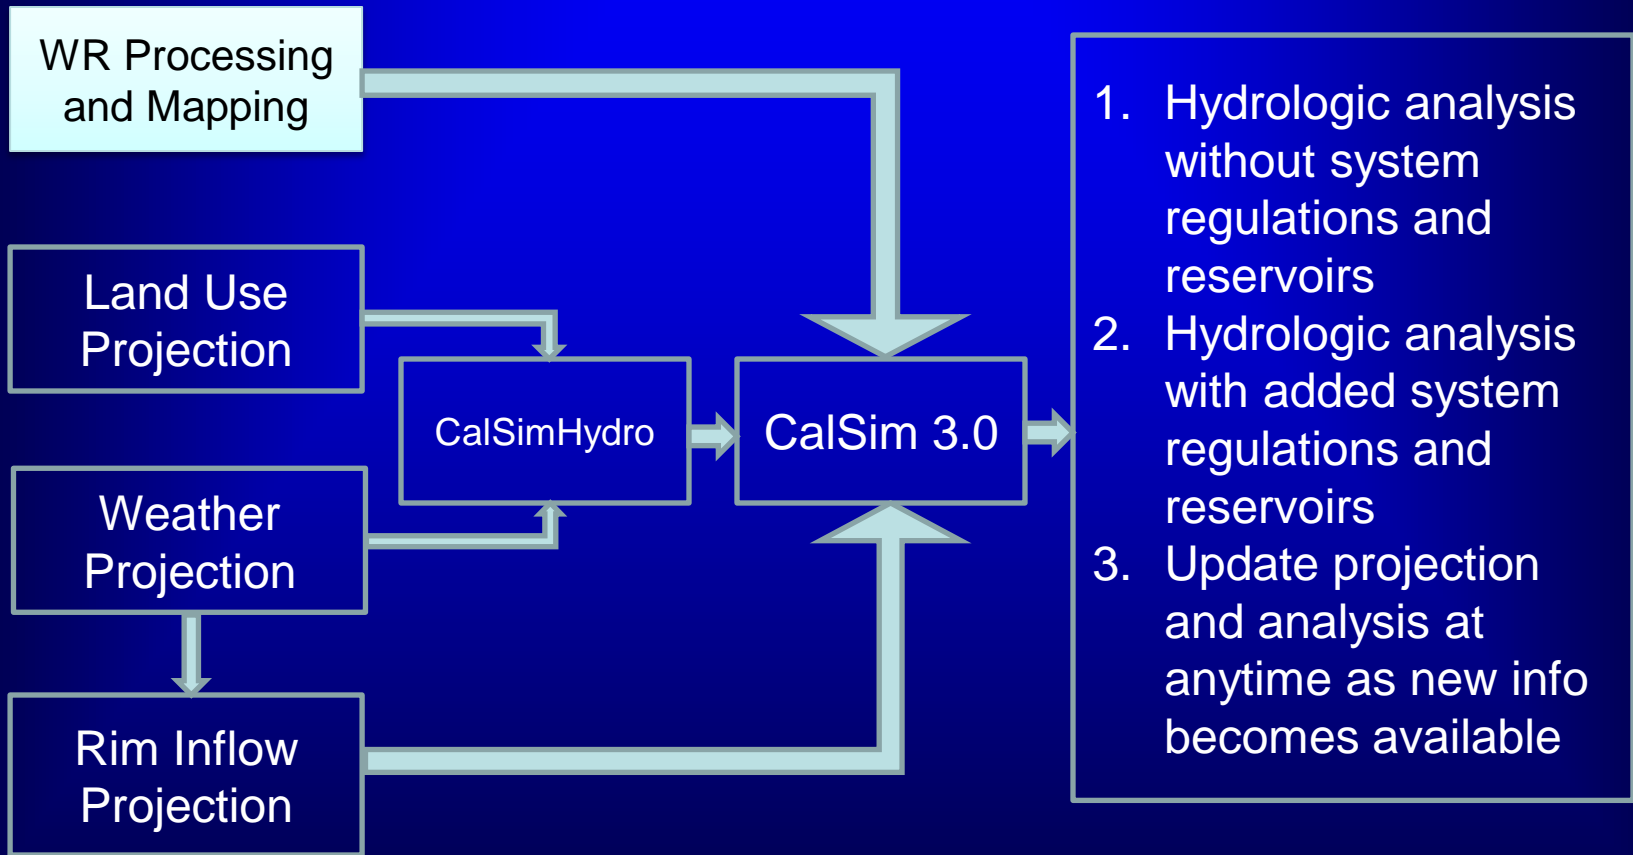 WR Processing
and Mapping
Land Use
Projection
Weather
Projection
Rim Inflow
Projection
CalSimHydro
CalSim 3.0
1. Hydrologic analysis
without system
regulations and
reservoirs
2. Hydrologic analysis
with added system
regulations and
reservoirs
3. Update projection
and analysis at
anytime as new info
becomes available